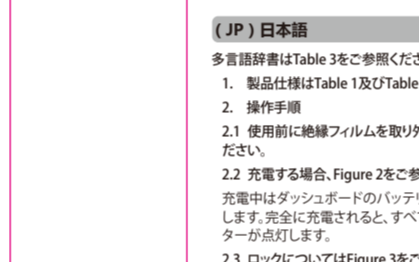 ( JP ) 日本語
多言語辞書はTable 3をご参照くださ
1. 製品仕様はTable 1及びTable
2. 操作手順
2.1 使用前に絶縁フィルムを取り外
ださい。
2.2 充電する場合、Figure 2をご参
充電中はダッシュボードのバッテリ
します。完全に充電されると、すべ
ターが点灯します。
2.3 ロックについてはFigure 3をご